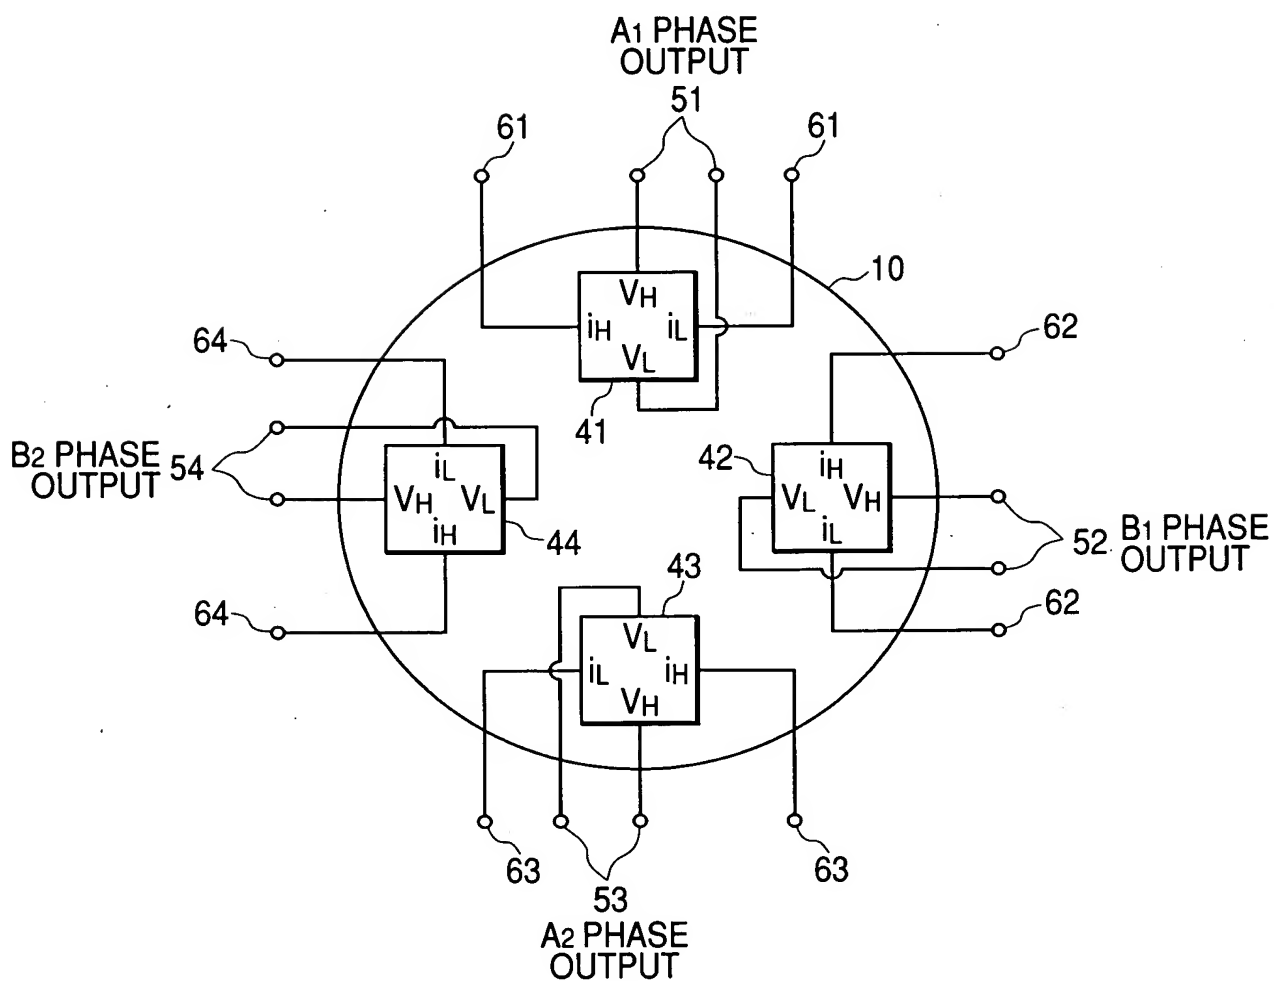 A1 PHASE
OUTPUT
51
61
61
10
VH
iH
iL
VL
41
64
62
B2 PHASE
OUTPUT
54
iL
VH
VL
iH
44
42
iH
VL
VH
iL
52
B1 PHASE
OUTPUT
64
62
43
VL
iL
iH
VH
63
63
53
A2 PHASE
OUTPUT